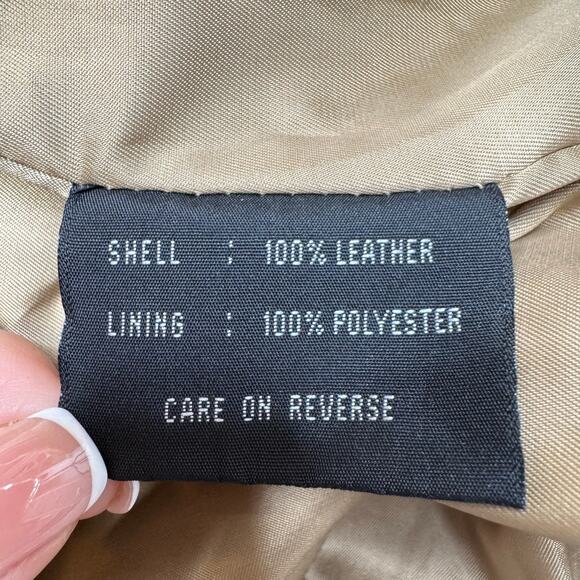 SHELL : 100% LEATHER
LINING : 100% POLYESTER
CARE ON REVERSE